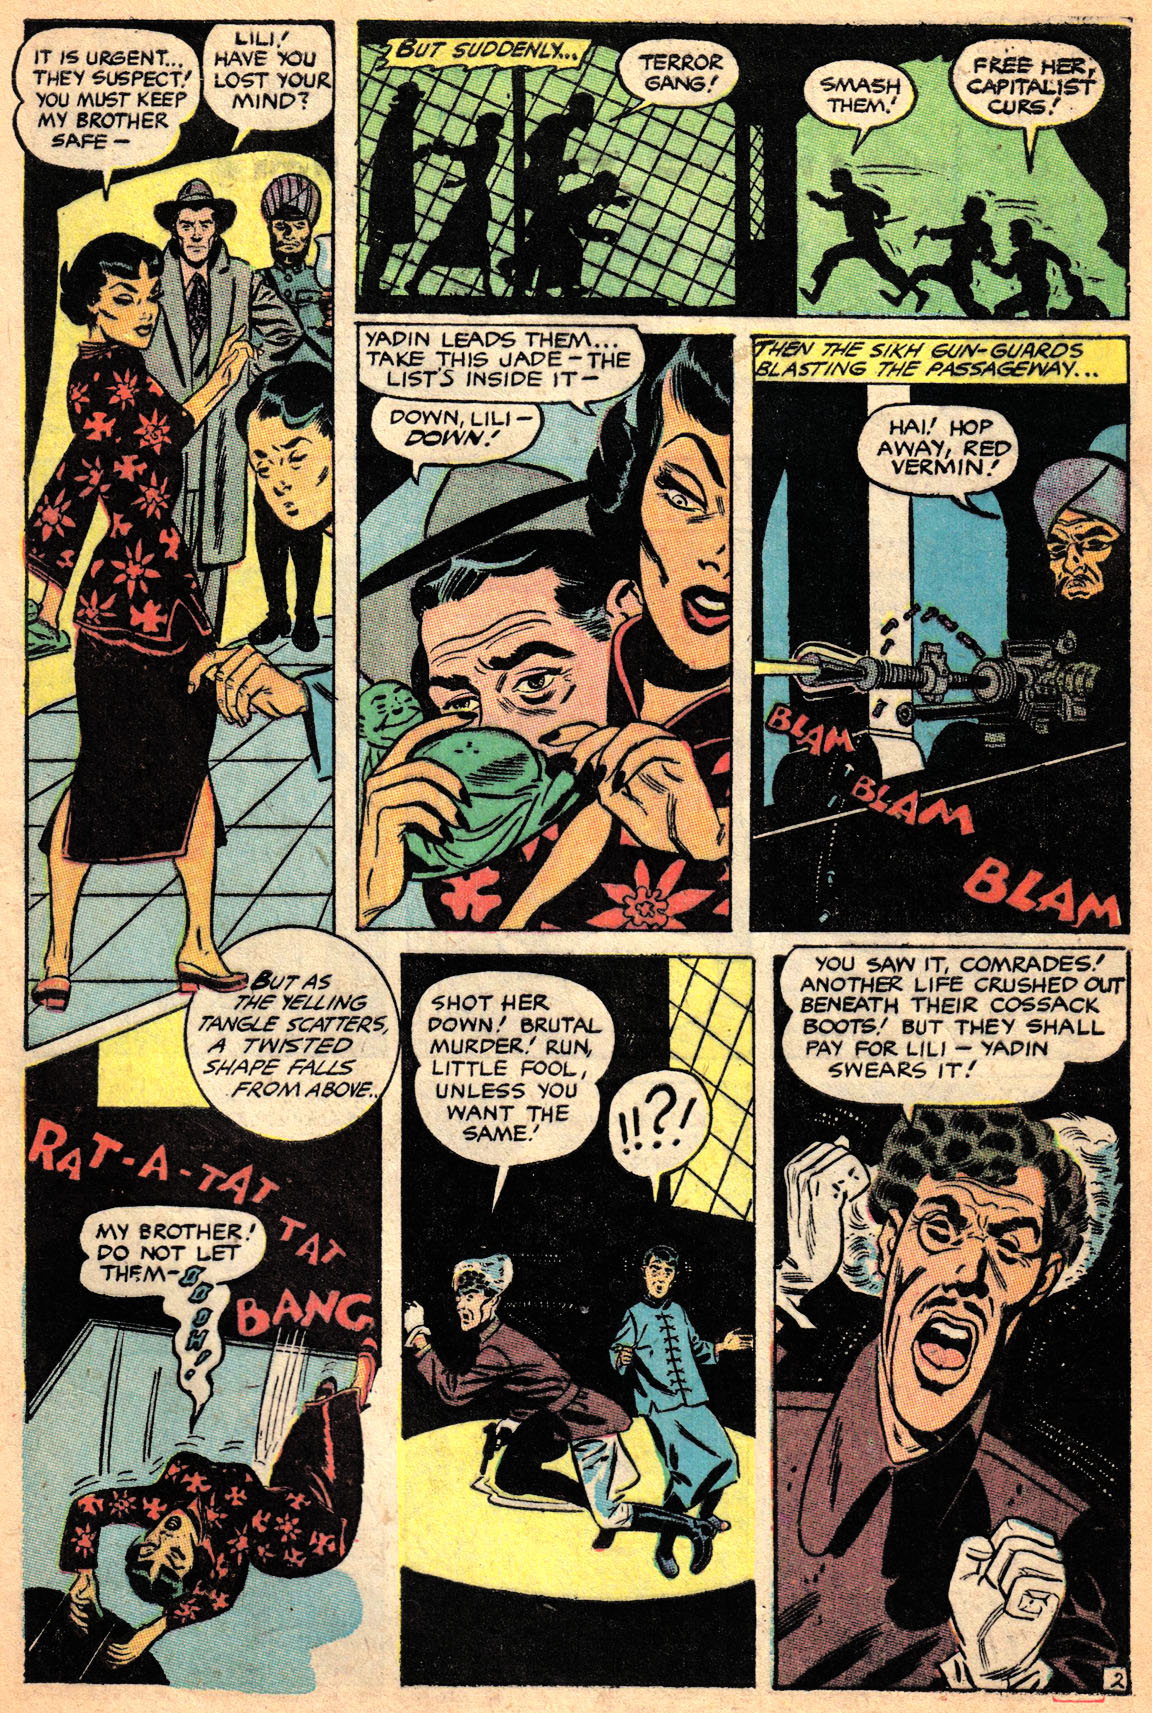 IT IS URGENT...
THEY SUSPECT!
YOU MUST KEEP
MY BROTHER
SAFE—
LILI!
HAVE YOU
LOST YOUR
MIND?
BUT SUDDENLY...
TERROR
GANG!
SMASH
THEM!
FREE HER,
CAPITALIST
CURS!
YADIN LEADS THEM...
TAKE THIS JADE—THE
LIST'S INSIDE IT—
DOWN, LILI—
DOWN!
THEN THE SIKH GUN-GUARDS
BLASTING THE PASSAGEWAY...
HAI! HOP
AWAY, RED
VERMIN!
BLAM
BLAM
BLAM
BUT AS
THE YELLING
TANGLE SCATTERS,
A TWISTED
SHAPE FALLS
FROM ABOVE..
RAT-A-TAT
TAT
BANG
MY BROTHER!
DO NOT LET
THEM—OOOH!
SHOT HER
DOWN! BRUTAL
MURDER! RUN,
LITTLE FOOL,
UNLESS YOU
WANT THE
SAME!
!!?!
YOU SAW IT, COMRADES!
ANOTHER LIFE CRUSHED OUT
BENEATH THEIR COSSACK
BOOTS! BUT THEY SHALL
PAY FOR LILI—YADIN
SWEARS IT!
2